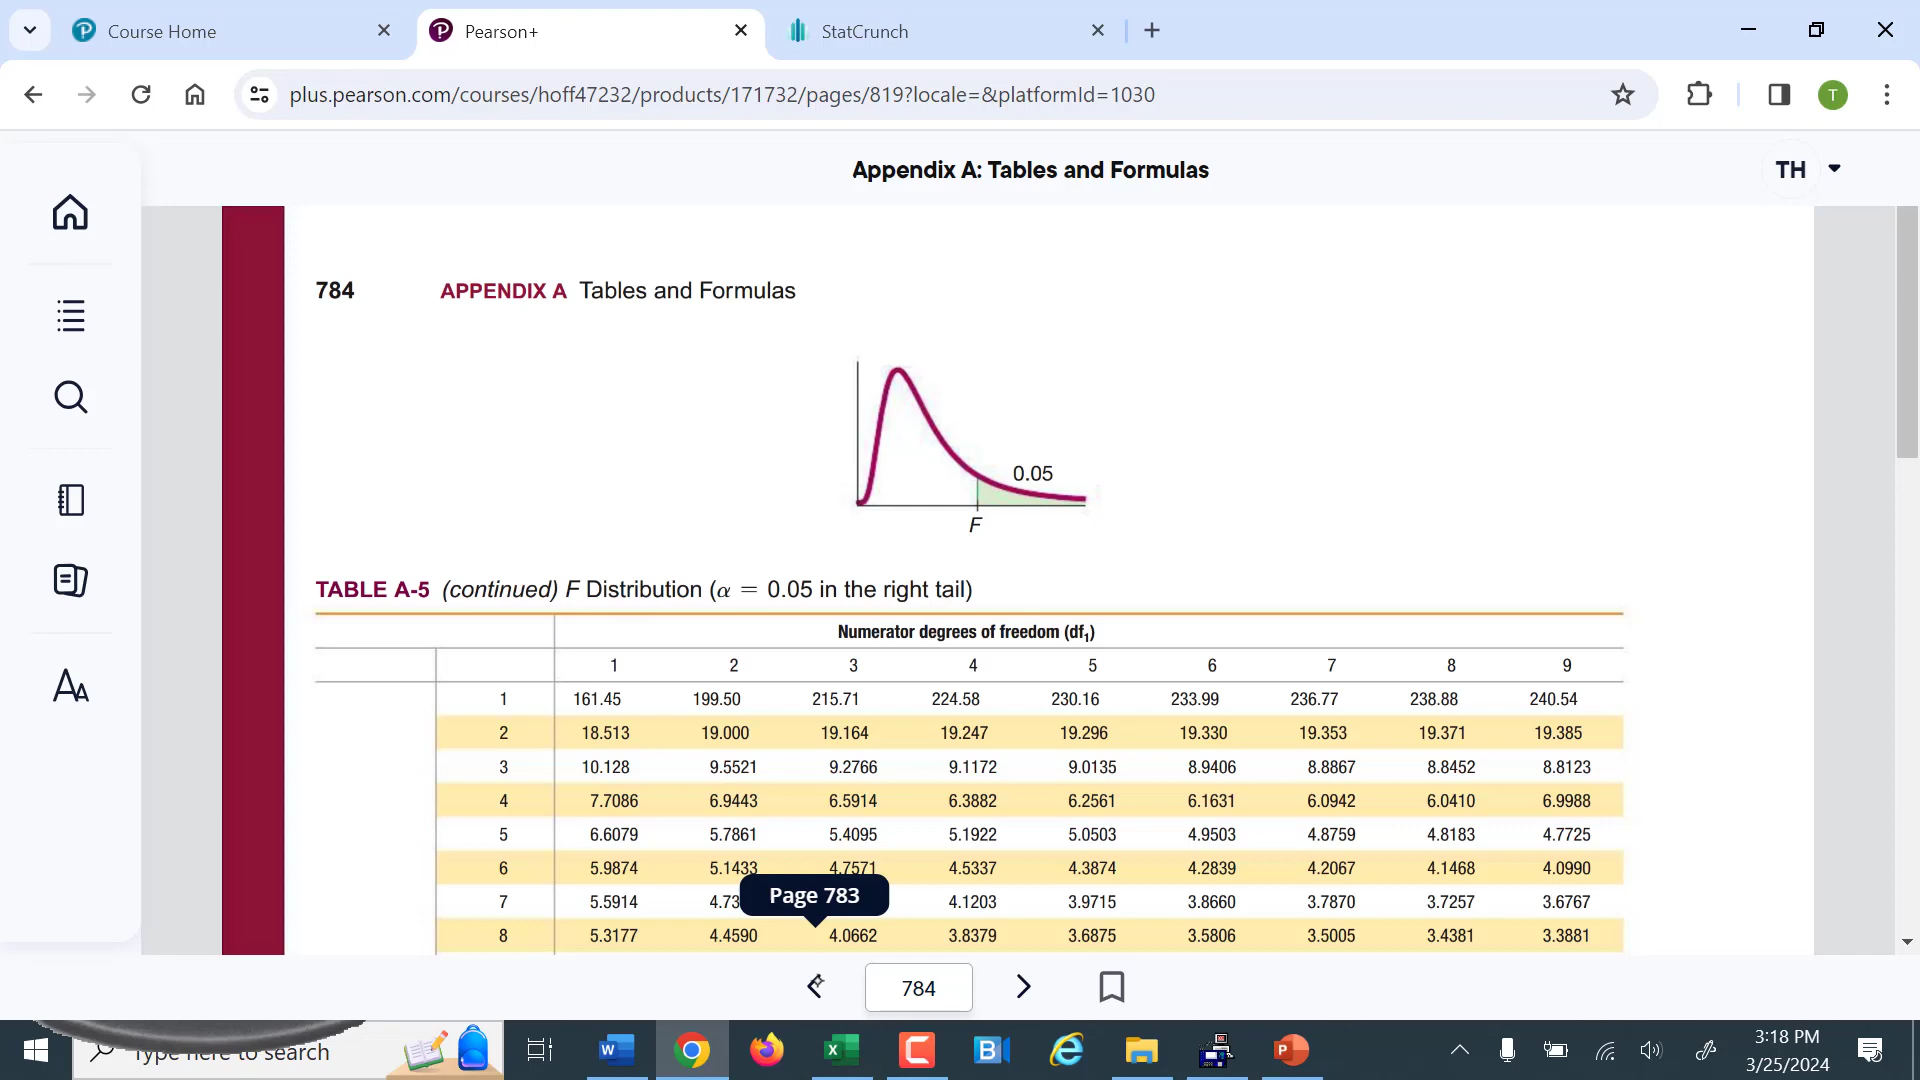 Course Home
Pearson+
StatCrunch
plus.pearson.com/courses/hoff47232/products/171732/pages/819?locale=&platformId=1030
T
Appendix A: Tables and Formulas
TH
784 APPENDIX A Tables and Formulas
0.05
F
TABLE A-5 (continued) F Distribution (α = 0.05 in the right tail)
Numerator degrees of freedom (df1)
1 2 3 4 5 6 7 8 9
1 161.45 199.50 215.71 224.58 230.16 233.99 236.77 238.88 240.54
2 18.513 19.000 19.164 19.247 19.296 19.330 19.353 19.371 19.385
3 10.128 9.5521 9.2766 9.1172 9.0135 8.9406 8.8867 8.8452 8.8123
4 7.7086 6.9443 6.5914 6.3882 6.2561 6.1631 6.0942 6.0410 6.9988
5 6.6079 5.7861 5.4095 5.1922 5.0503 4.9503 4.8759 4.8183 4.7725
6 5.9874 5.1433 4.7571 4.5337 4.3874 4.2839 4.2067 4.1468 4.0990
7 5.5914 4.73 4.1203 3.9715 3.8660 3.7870 3.7257 3.6767
Page 783
8 5.3177 4.4590 4.0662 3.8379 3.6875 3.5806 3.5005 3.4381 3.3881
784
Type here to search
3:18 PM
3/25/2024